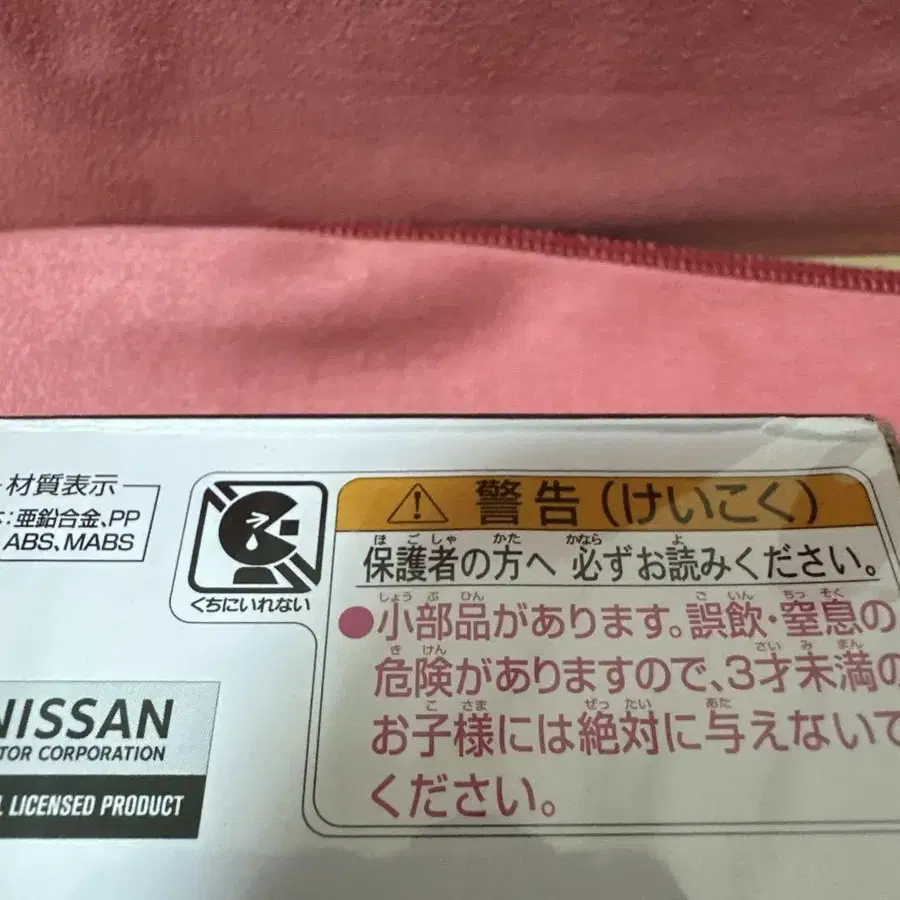 材質表示
:亜鉛合金、PP
ABS、MABS
くちにいれない
警告(けいこく)
ほごしゃ かた かなら よ
保護者の方へ 必ずお読みください。
しょうぶひん ごいん ちっそく
●小部品があります。誤飲・窒息の
きけん さいみまん
危険がありますので、3才未満の
こさま ぜったい あた
お子様には絶対に与えないで
ください。
NISSAN
TOR CORPORATION
L LICENSED PRODUCT